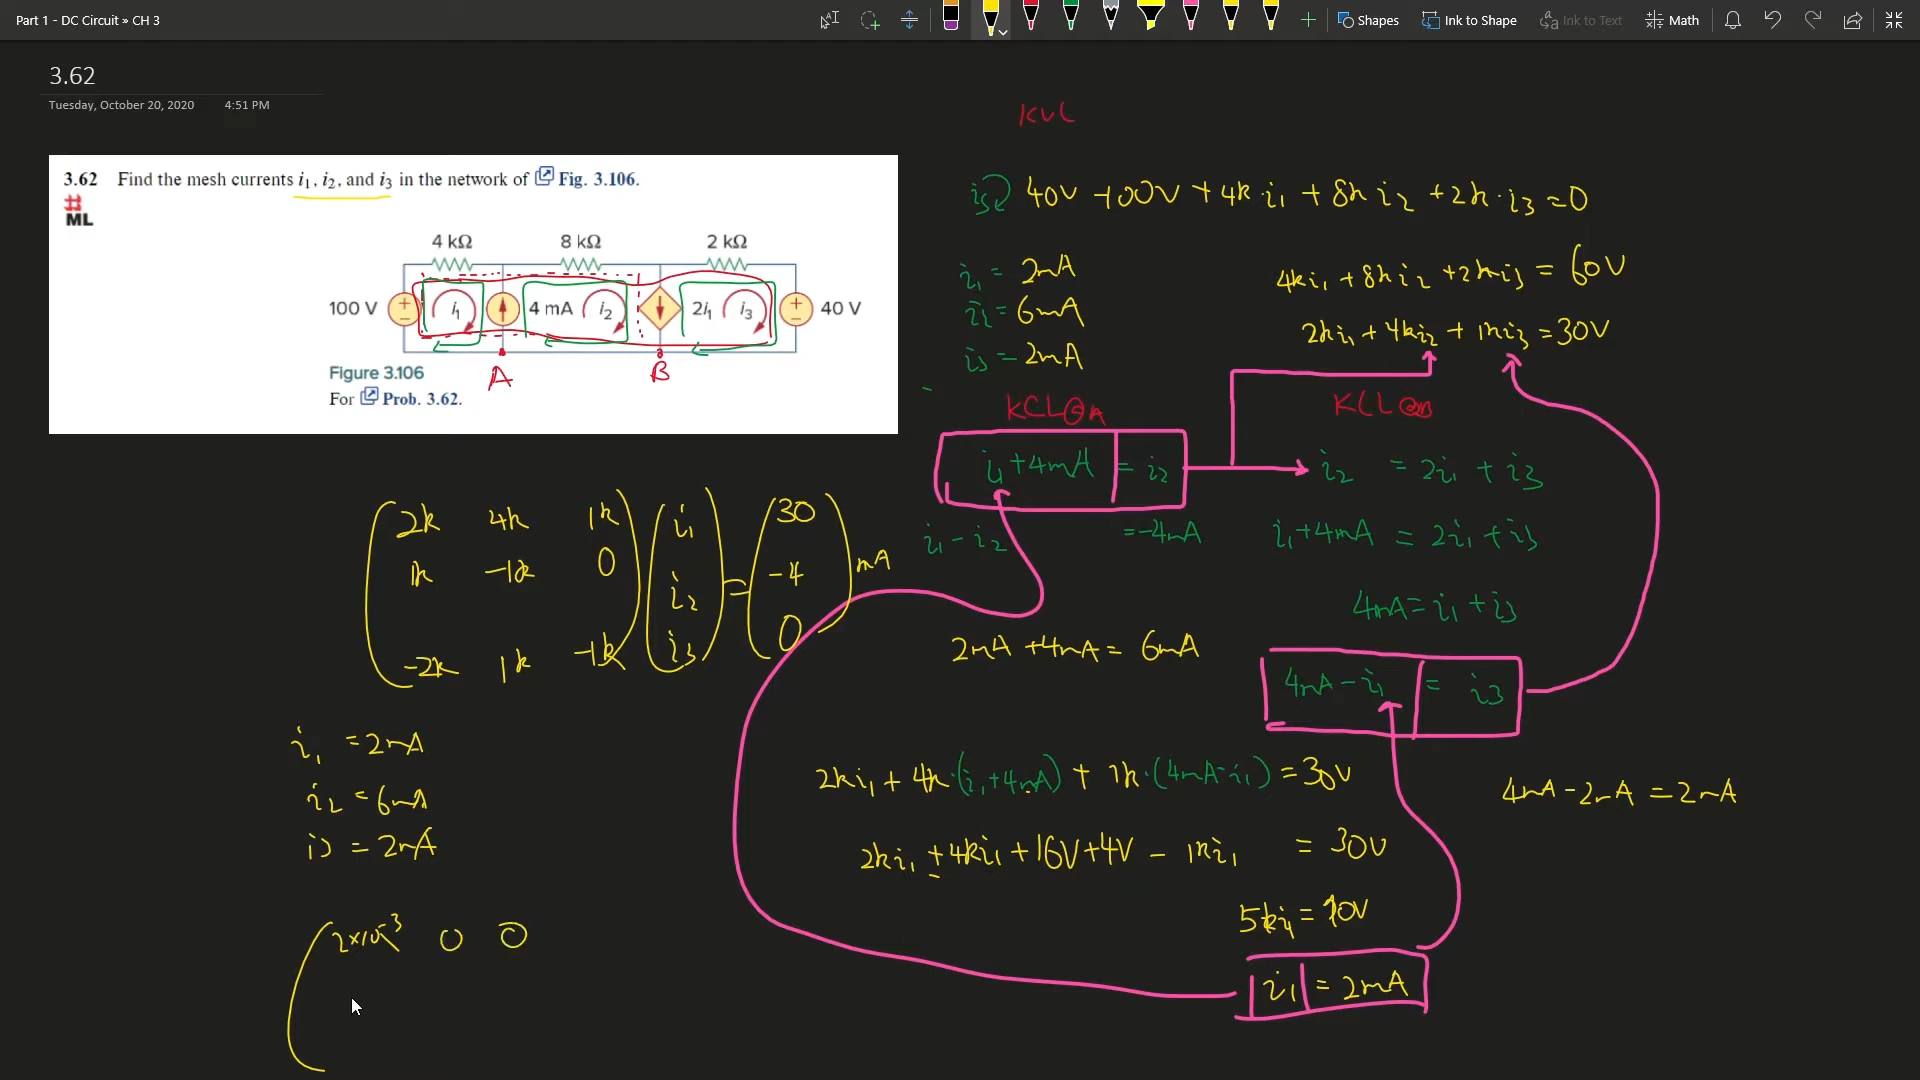 Part 1 - DC Circuit » CH 3
Shapes
Ink to Shape
Ink to Text
Math
3.62
Tuesday, October 20, 2020 4:51 PM
KVL
3.62 Find the mesh currents i₁, i₂, and i₃ in the network of Fig. 3.106.
ML
4 kΩ 8 kΩ 2 kΩ
100 V + − i₁ 4 mA i₂ 2i₁ i₃ + − 40 V
A B
Figure 3.106
For Prob. 3.62.
40V -100V + 4k·i₁ + 8k i₂ + 2k·i₃ = 0
4ki₁ + 8ki₂ + 2ki₃ = 60V
2ki₁ + 4ki₂ + 1ki₃ = 30V
i₁ = 2mA
i₂ = 6mA
i₃ = 2mA
KCL@A
i₁ + 4mA = i₂
i₁ - i₂ = -4mA
2mA + 4mA = 6mA
KCL@B
i₂ = 2i₁ + i₃
i₁ + 4mA = 2i₁ + i₃
4mA = i₁ + i₃
4mA - i₁ = i₃
4mA - 2mA = 2mA
2k 4k 1k i₁ = 30
1k -1k 0 i₂ -4 mA
-2k 1k -1k i₃ 0
i₁ = 2mA
i₂ = 6mA
i₃ = 2mA
2ki₁ + 4k·(i₁+4mA) + 1k·(4mA-i₁) = 30V
2ki₁ + 4ki₁ + 16V + 4V - 1ki₁ = 30V
5ki₁ = 10V
i₁ = 2mA
2×10⁻³ 0 0